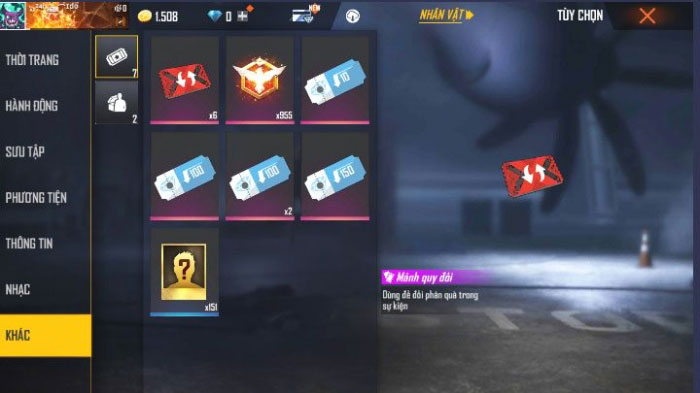 1.508
0
NEW
NHÂN VẬT
TÙY CHỌN
THỜI TRANG
HÀNH ĐỘNG
SƯU TẬP
PHƯƠNG TIỆN
THÔNG TIN
NHẠC
KHÁC
7
2
x6
x955
10
100
100
x2
150
?
x151
Mảnh quy đổi
Dùng để đổi phần quà trong
sự kiện